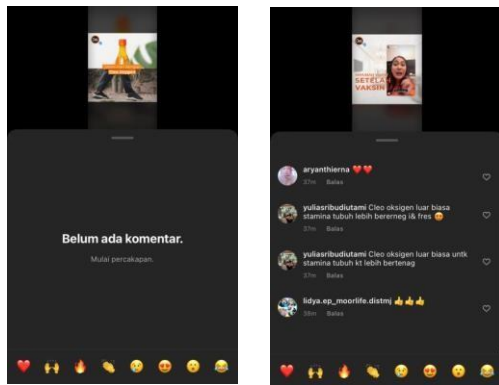 Belum ada komentar.
Mulai percakapan.
SETELAH
VAKSIN
aryanthierna ❤️❤️
37m Balas
yuliasribudiutami Cleo oksigen luar biasa
stamina tubuh lebih bererneg i& fres 😍
37m Balas
yuliasribudiutami Cleo oksigen luar biasa untk
stamina tubuh kt lebih bertenag
37m Balas
lidya.ep_moorlife.distmj 👍👍👍
38m Balas